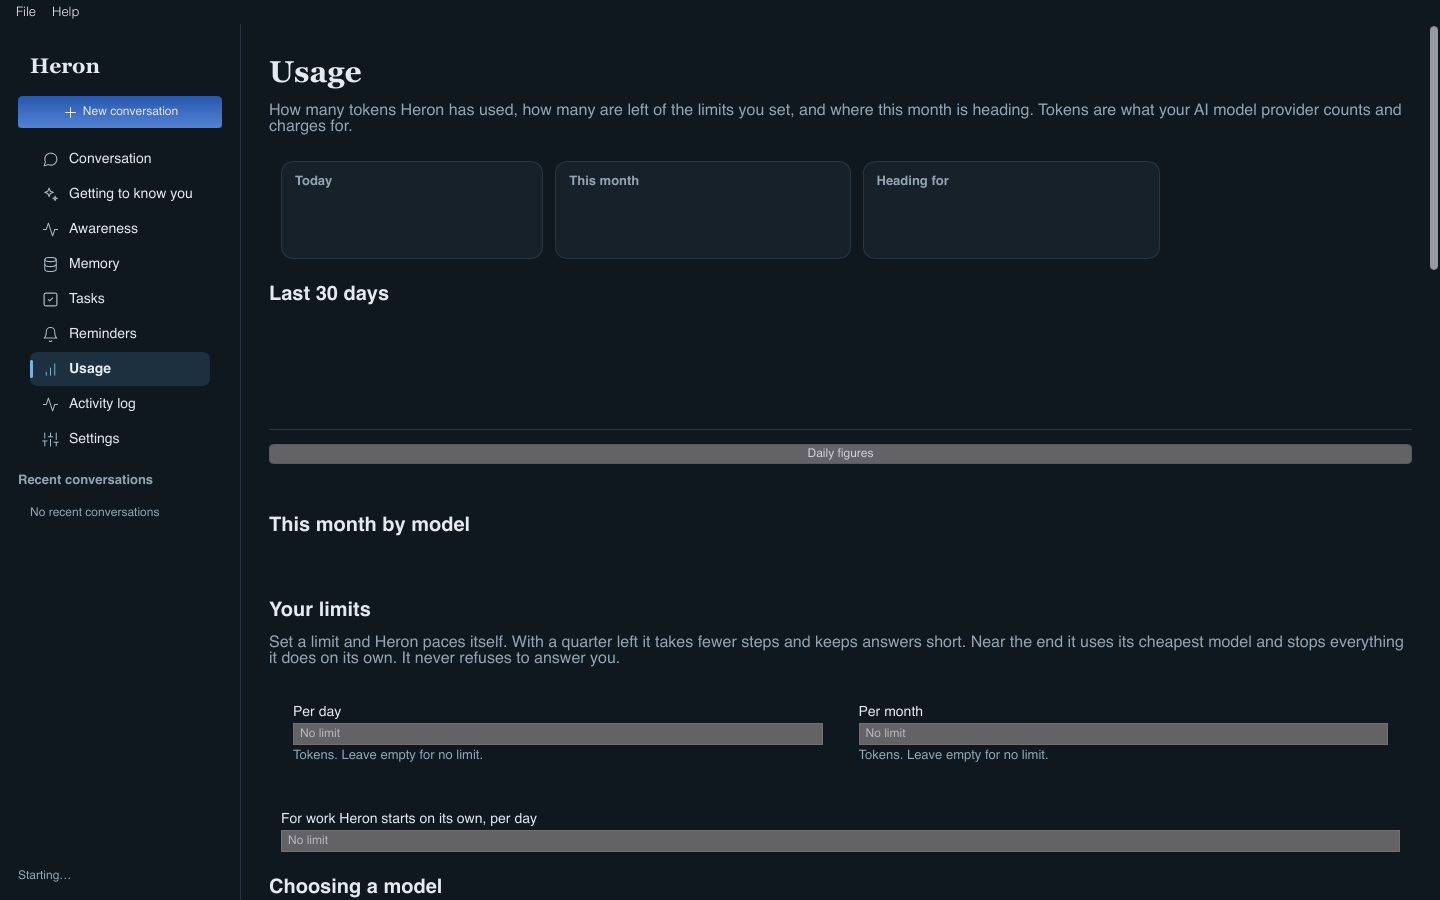 File Help
Heron
New conversation
Conversation
Getting to know you
Awareness
Memory
Tasks
Reminders
Usage
Activity log
Settings
Recent conversations
No recent conversations
Starting…
Usage
How many tokens Heron has used, how many are left of the limits you set, and where this month is heading. Tokens are what your AI model provider counts and
charges for.
Today
This month
Heading for
Last 30 days
Daily figures
This month by model
Your limits
Set a limit and Heron paces itself. With a quarter left it takes fewer steps and keeps answers short. Near the end it uses its cheapest model and stops everything
it does on its own. It never refuses to answer you.
Per day
No limit
Tokens. Leave empty for no limit.
Per month
No limit
Tokens. Leave empty for no limit.
For work Heron starts on its own, per day
No limit
Choosing a model